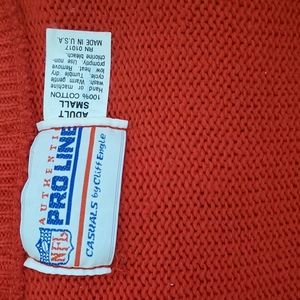 AUTHENTIC
PRO LINE
NFL
CASUALS by Cliff Engle
ADULT
SMALL
100% COTTON
Hand or machine
wash. Warm gentle
cycle. Tumble dry
low heat. Remove
promptly. Use non-
chlorine bleach.
RN 01017
MADE IN U.S.A.